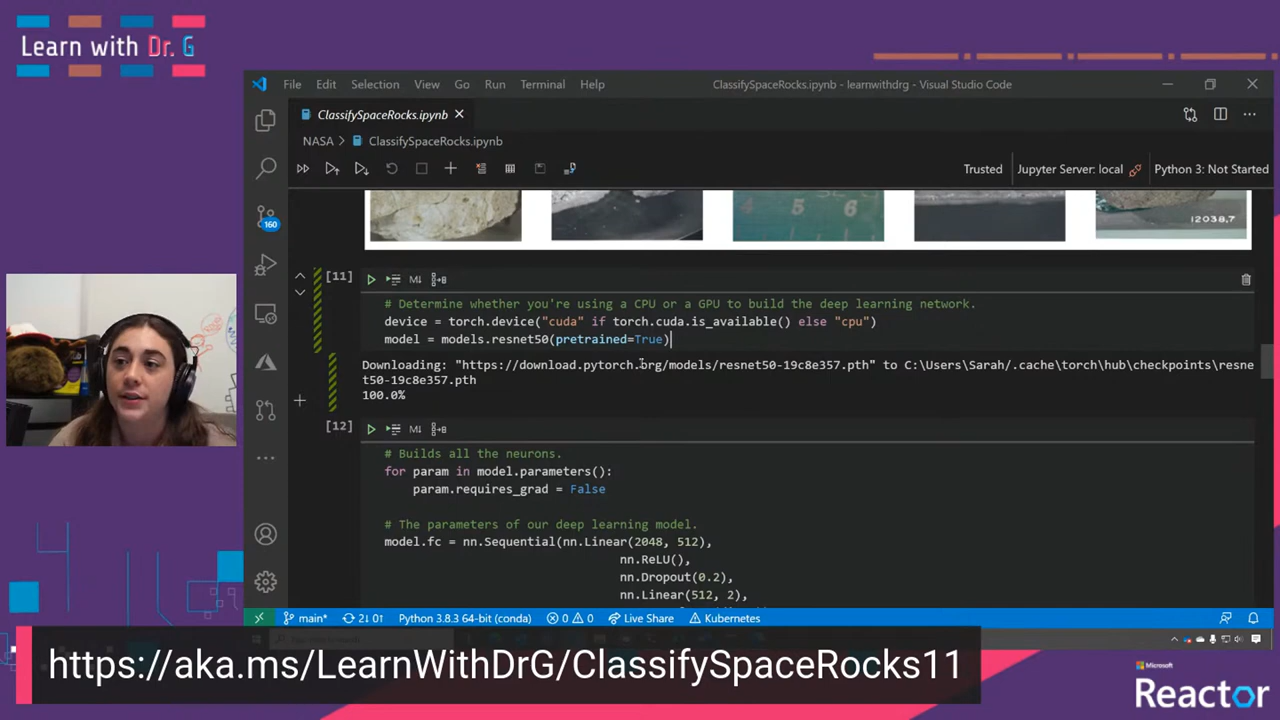 Learn with Dr. G
File Edit Selection View Go Run Terminal Help
ClassifySpaceRocks.ipynb - learnwithdrg - Visual Studio Code
ClassifySpaceRocks.ipynb
NASA > ClassifySpaceRocks.ipynb
Trusted
Jupyter Server: local
Python 3: Not Started
5 6
12038,7
[11]
# Determine whether you're using a CPU or a GPU to build the deep learning network.
device = torch.device("cuda" if torch.cuda.is_available() else "cpu")
model = models.resnet50(pretrained=True)
Downloading: "https://download.pytorch.org/models/resnet50-19c8e357.pth" to C:\Users\Sarah/.cache\torch\hub\checkpoints\resne
t50-19c8e357.pth
100.0%
[12]
# Builds all the neurons.
for param in model.parameters():
param.requires_grad = False
# The parameters of our deep learning model.
model.fc = nn.Sequential(nn.Linear(2048, 512),
nn.ReLU(),
nn.Dropout(0.2),
nn.Linear(512, 2),
160
main* 2↓ 0↑ Python 3.8.3 64-bit (conda) 0 0 Live Share Kubernetes
https://aka.ms/LearnWithDrG/ClassifySpaceRocks11
Microsoft
Reactor